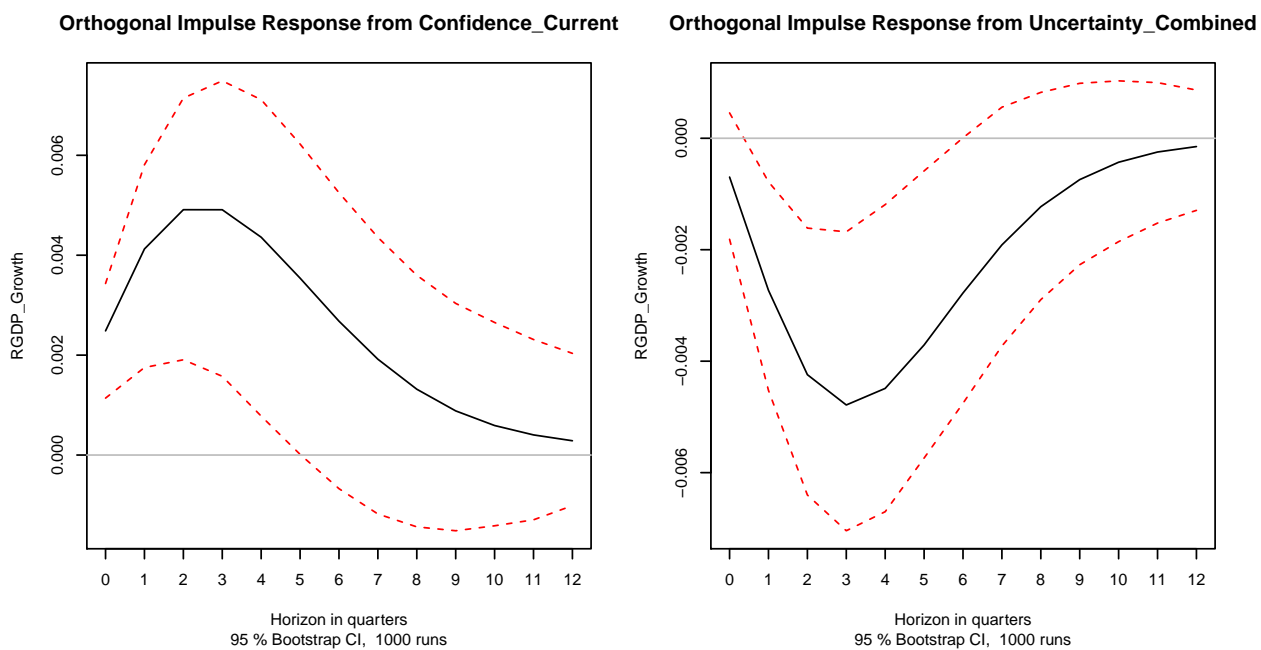 Orthogonal Impulse Response from Confidence_Current
RGDP_Growth
0.006
0.004
0.002
0.000
0 1 2 3 4 5 6 7 8 9 10 11 12
Horizon in quarters
95 % Bootstrap CI, 1000 runs
Orthogonal Impulse Response from Uncertainty_Combined
RGDP_Growth
0.000
−0.002
−0.004
−0.006
0 1 2 3 4 5 6 7 8 9 10 11 12
Horizon in quarters
95 % Bootstrap CI, 1000 runs